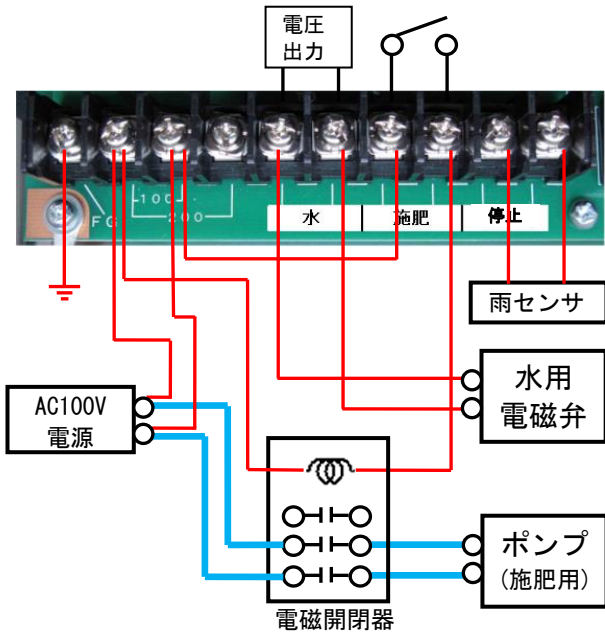 電圧
出力
FG
100
200
水
施肥
停止
雨センサ
水用
電磁弁
AC100V
電源
ポンプ
(施肥用)
電磁開閉器